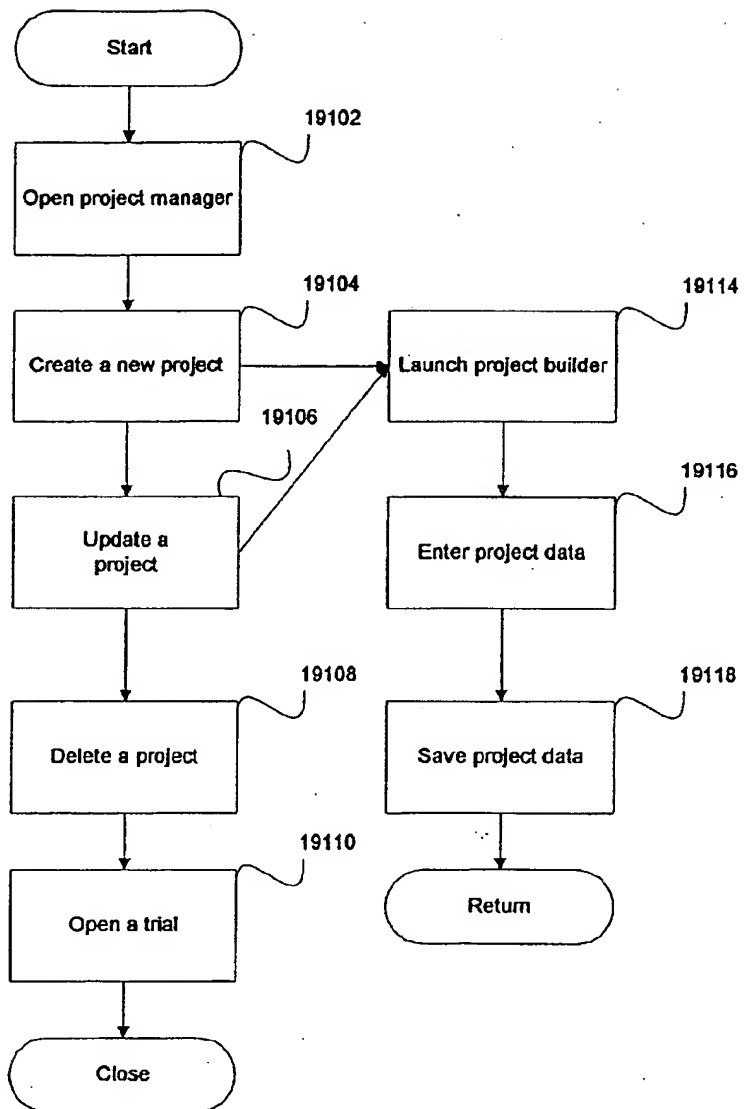 Start
19102
Open project manager
19104
19114
Create a new project
Launch project builder
19106
19116
Update a
project
Enter project data
19108
19118
Delete a project
Save project data
19110
Open a trial
Return
Close